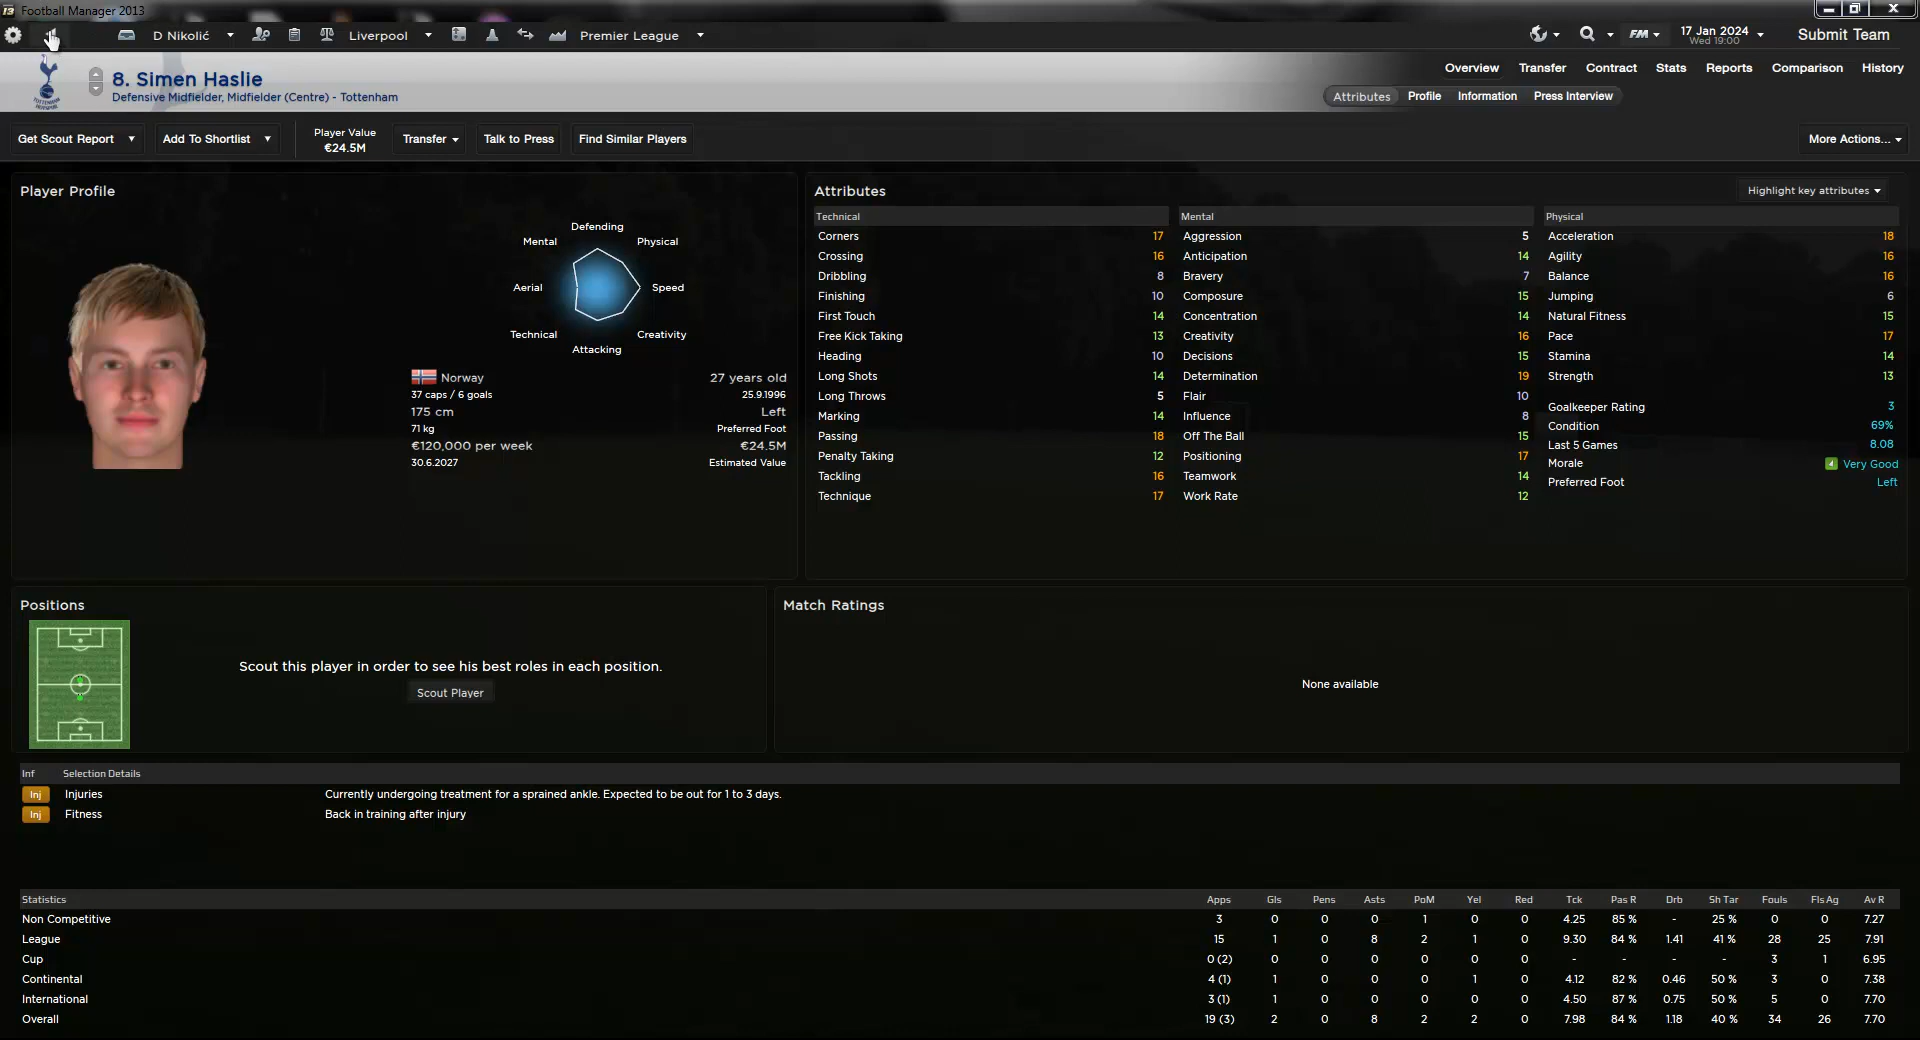 Football Manager 2013
D Nikolić Liverpool Premier League FM 17 Jan 2024 Submit Team
Wed 19:00
8. Simen Haslie
Defensive Midfielder, Midfielder (Centre) - Tottenham
Overview Transfer Contract Stats Reports Comparison History
Attributes Profile Information Press Interview
Get Scout Report Add To Shortlist Player Value €24.5M Transfer Talk to Press Find Similar Players More Actions...
Player Profile
Defending
Mental Physical
Aerial Speed
Technical Creativity
Attacking
Norway 27 years old
37 caps / 6 goals 25.9.1996
175 cm Left
71 kg Preferred Foot
€120,000 per week €24.5M
30.6.2027 Estimated Value
Attributes Highlight key attributes
Technical Mental Physical
Corners 17 Aggression 5 Acceleration 18
Crossing 16 Anticipation 14 Agility 16
Dribbling 8 Bravery 7 Balance 16
Finishing 10 Composure 15 Jumping 6
First Touch 14 Concentration 14 Natural Fitness 15
Free Kick Taking 13 Creativity 16 Pace 17
Heading 10 Decisions 15 Stamina 14
Long Shots 14 Determination 19 Strength 13
Long Throws 5 Flair 10
Marking 14 Influence 8
Passing 18 Off The Ball 15
Penalty Taking 12 Positioning 17
Tackling 16 Teamwork 14
Technique 17 Work Rate 12
Goalkeeper Rating 3
Condition 69%
Last 5 Games 8.08
Morale Very Good
Preferred Foot Left
Positions
Scout this player in order to see his best roles in each position.
Scout Player
Match Ratings
None available
Inf Selection Details
Inj Injuries Currently undergoing treatment for a sprained ankle. Expected to be out for 1 to 3 days.
Inj Fitness Back in training after injury
Statistics Apps Gls Pens Asts PoM Yel Red Tck Pas R Drb Sh Tar Fouls Fls Ag Av R
Non Competitive 3 0 0 0 1 0 0 4.25 85 % - 25 % 0 0 7.27
League 15 1 0 8 2 1 0 9.30 84 % 1.41 41 % 28 25 7.91
Cup 0 (2) 0 0 0 0 0 0 - - - - 3 1 6.95
Continental 4 (1) 1 0 0 0 1 0 4.12 82 % 0.46 50 % 3 0 7.38
International 3 (1) 1 0 0 0 0 0 4.50 87 % 0.75 50 % 5 0 7.70
Overall 19 (3) 2 0 8 2 2 0 7.98 84 % 1.18 40 % 34 26 7.70